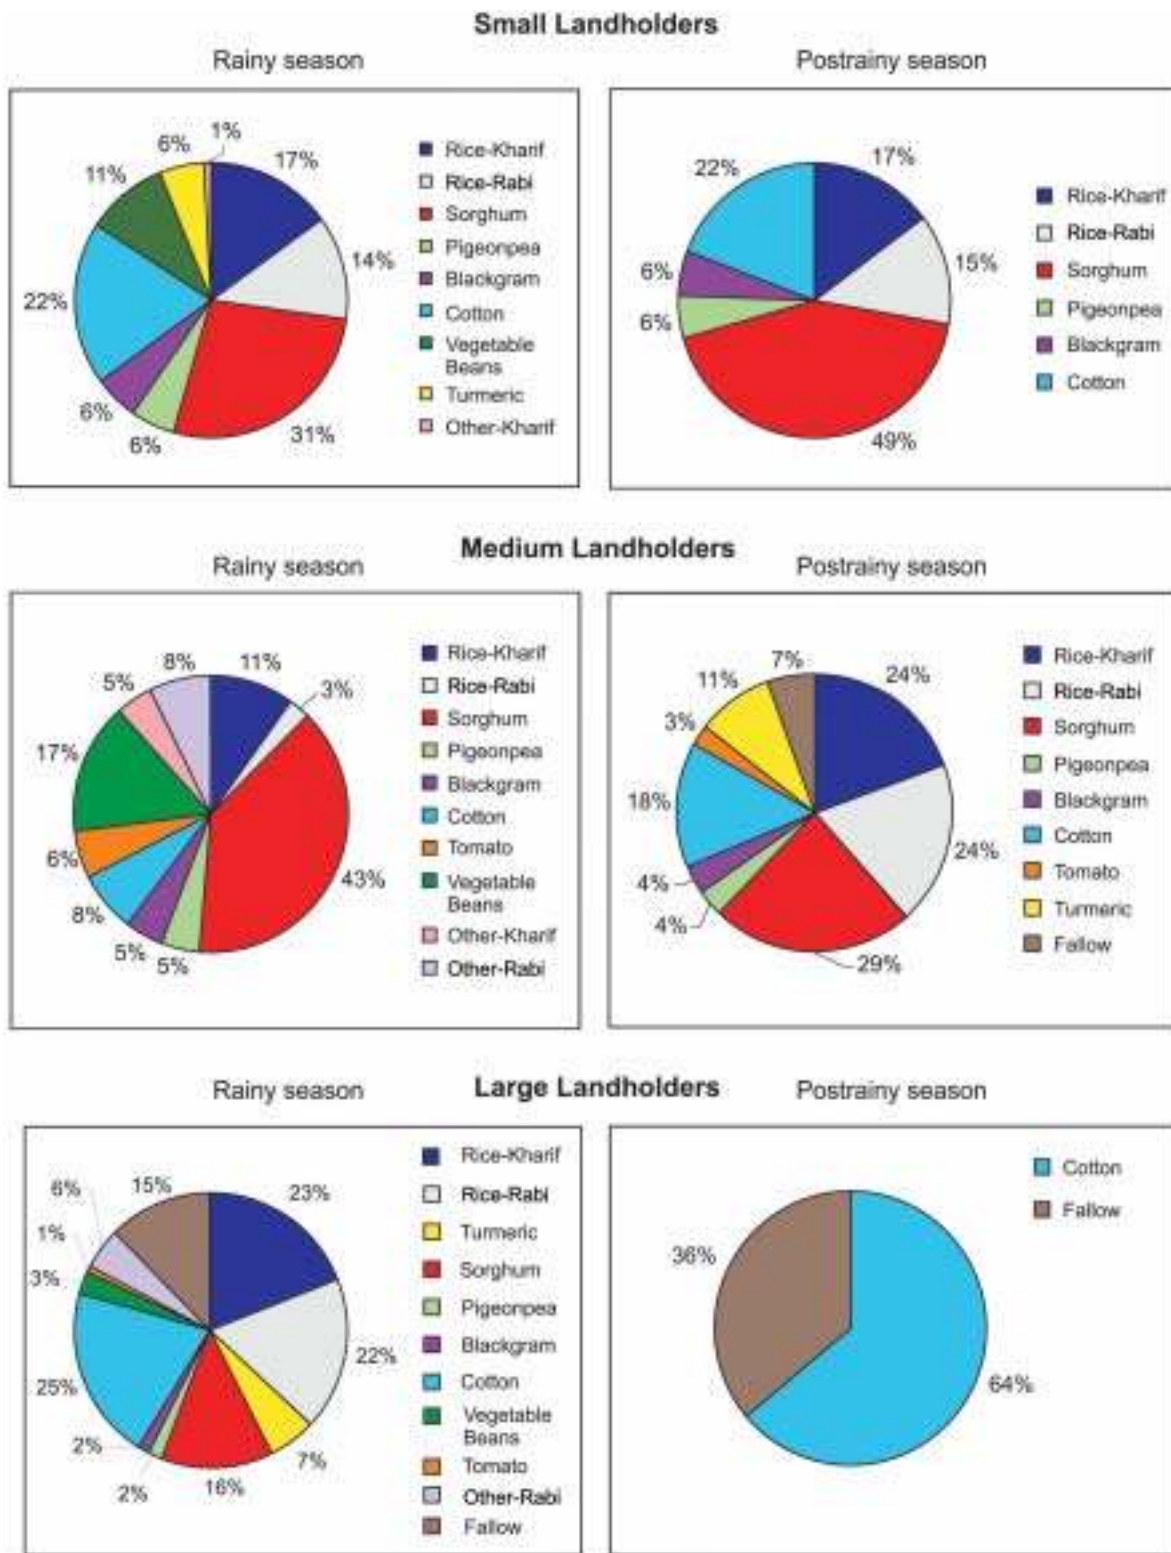 Small Landholders
Rainy season
Postrainy season
1%
6%
17%
11%
14%
22%
6%
6%
31%
Rice-Kharif
Rice-Rabi
Sorghum
Pigeonpea
Blackgram
Cotton
Vegetable
Beans
Turmeric
Other-Kharif
22%
17%
6%
15%
6%
49%
Rice-Kharif
Rice-Rabi
Sorghum
Pigeonpea
Blackgram
Cotton
Medium Landholders
Rainy season
Postrainy season
8%
11%
5%
3%
17%
6%
43%
8%
5%
5%
Rice-Kharif
Rice-Rabi
Sorghum
Pigeonpea
Blackgram
Cotton
Tomato
Vegetable
Beans
Other-Kharif
Other-Rabi
7%
24%
11%
3%
18%
24%
4%
4%
29%
Rice-Kharif
Rice-Rabi
Sorghum
Pigeonpea
Blackgram
Cotton
Tomato
Turmeric
Fallow
Large Landholders
Rainy season
Postrainy season
15%
23%
6%
1%
3%
22%
25%
2%
7%
2%
16%
Rice-Kharif
Rice-Rabi
Turmeric
Sorghum
Pigeonpea
Blackgram
Cotton
Vegetable
Beans
Tomato
Other-Rabi
Fallow
36%
64%
Cotton
Fallow